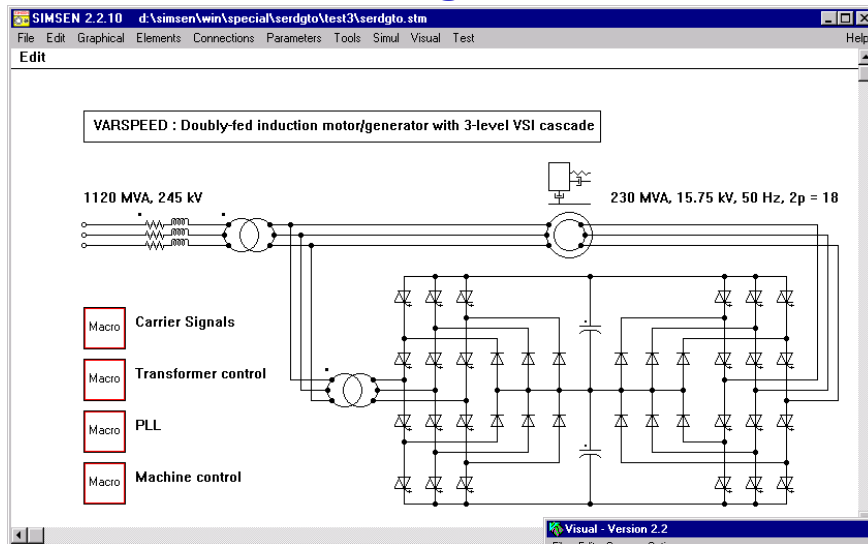 SIMSEN 2.2.10 d:\simsen\win\special\serdgto\test3\serdgto.stm
File Edit Graphical Elements Connections Parameters Tools Simul Visual Test Help
Edit
VARSPEED : Doubly-fed induction motor/generator with 3-level VSI cascade
1120 MVA, 245 kV
230 MVA, 15.75 kV, 50 Hz, 2p = 18
Macro Carrier Signals
Macro Transformer control
Macro PLL
Macro Machine control
Visual - Version 2.2